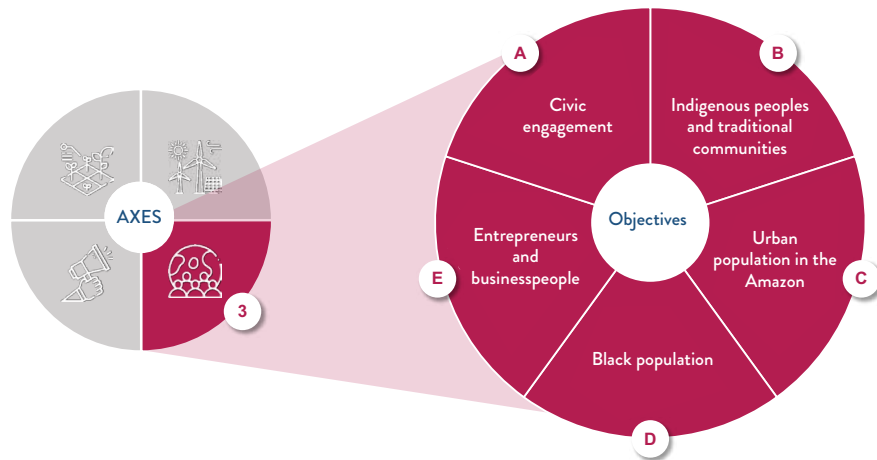 AXES
3
Objectives
A
Civic
engagement
B
Indigenous peoples
and traditional
communities
C
Urban
population in the
Amazon
D
Black population
E
Entrepreneurs
and
businesspeople